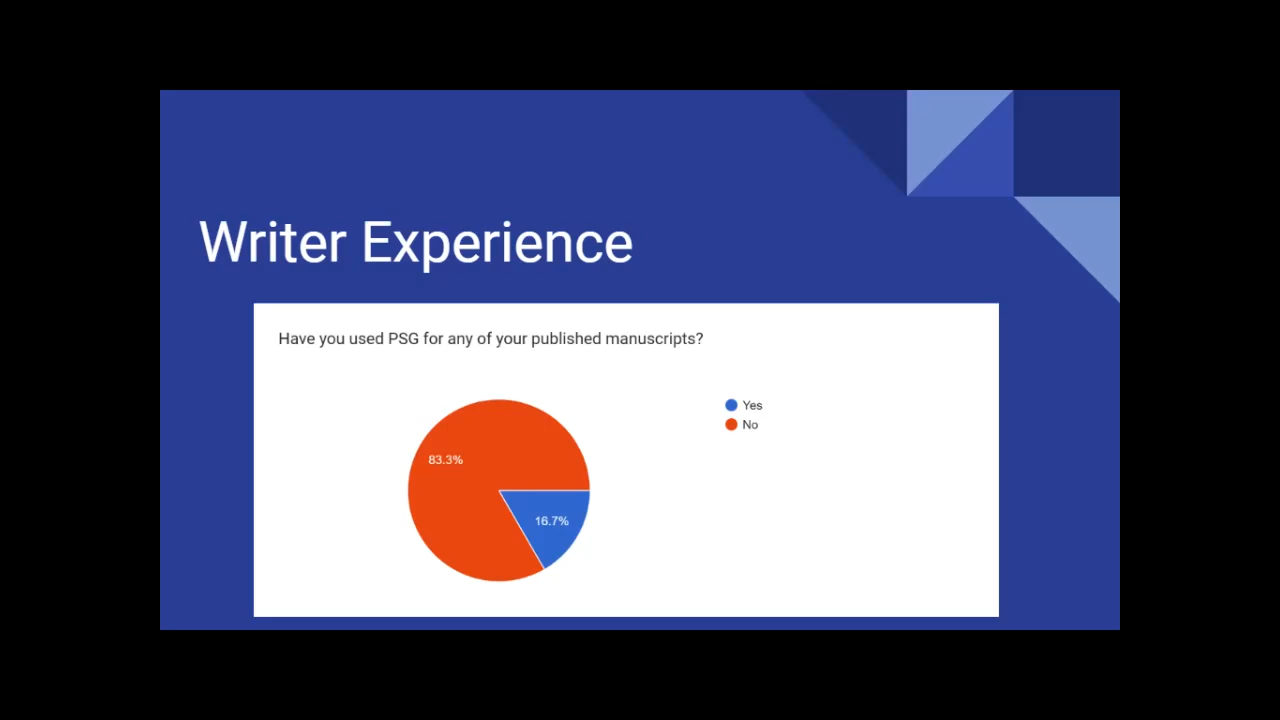 Writer Experience
Have you used PSG for any of your published manuscripts?
Yes
No
83.3%
16.7%